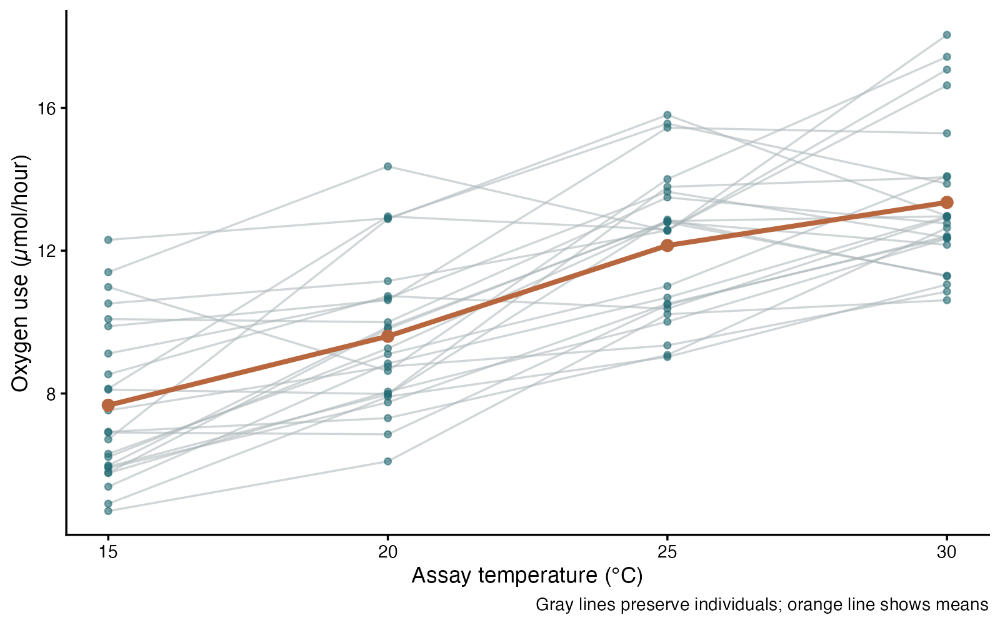 16
12
8
Oxygen use (μmol/hour)
15 20 25 30
Assay temperature (°C)
Gray lines preserve individuals; orange line shows means